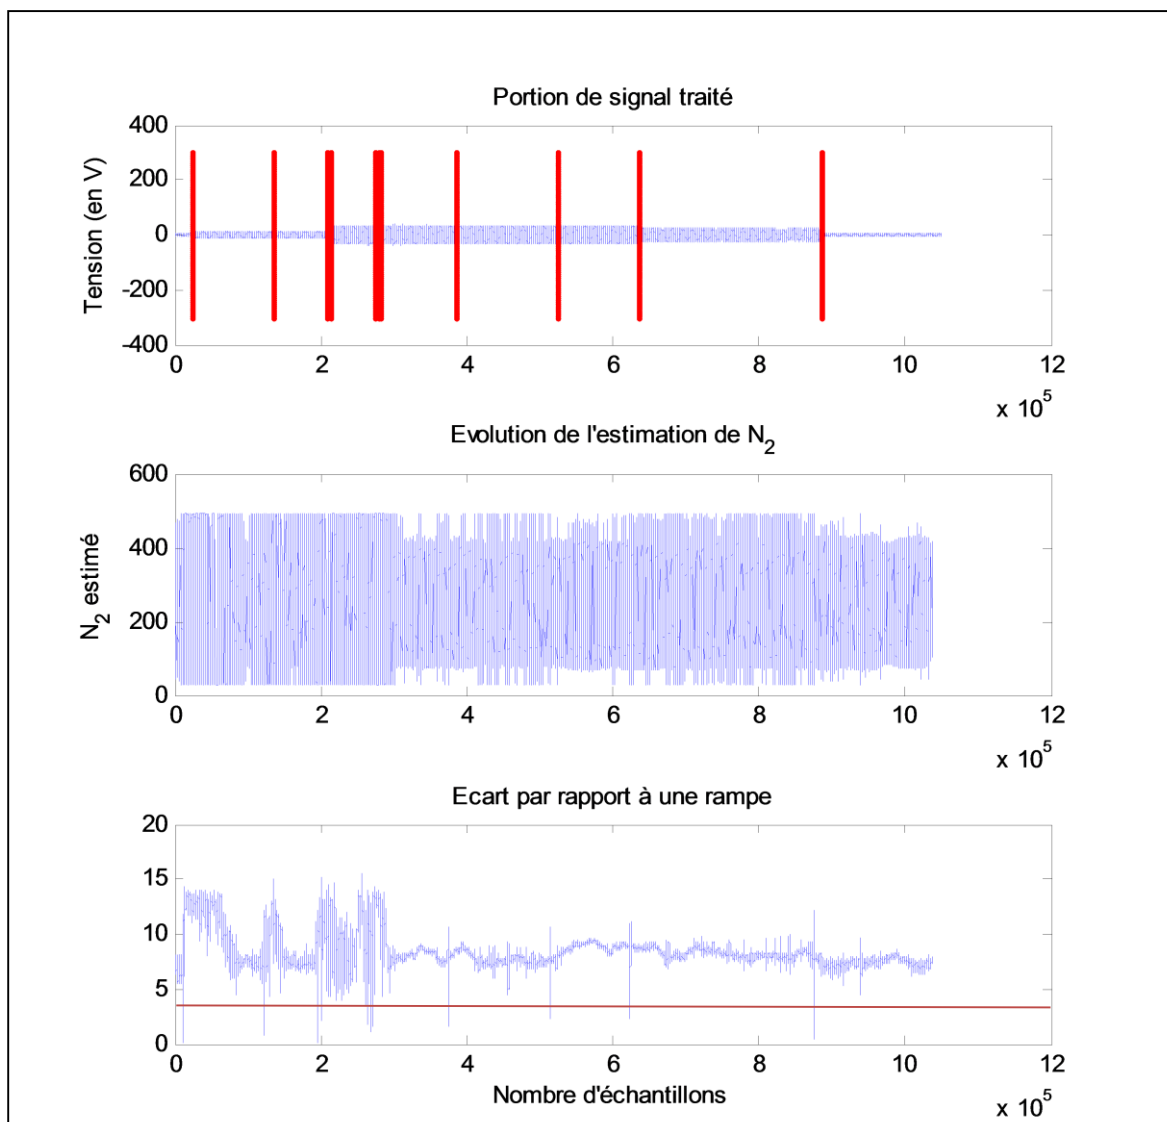 Portion de signal traité
Tension (en V)
400
200
0
-200
-400
0 2 4 6 8 10 12
x 10^5
Evolution de l'estimation de N_2
N_2 estimé
600
400
200
0
0 2 4 6 8 10 12
x 10^5
Ecart par rapport à une rampe
20
15
10
5
0
0 2 4 6 8 10 12
Nombre d'échantillons
x 10^5